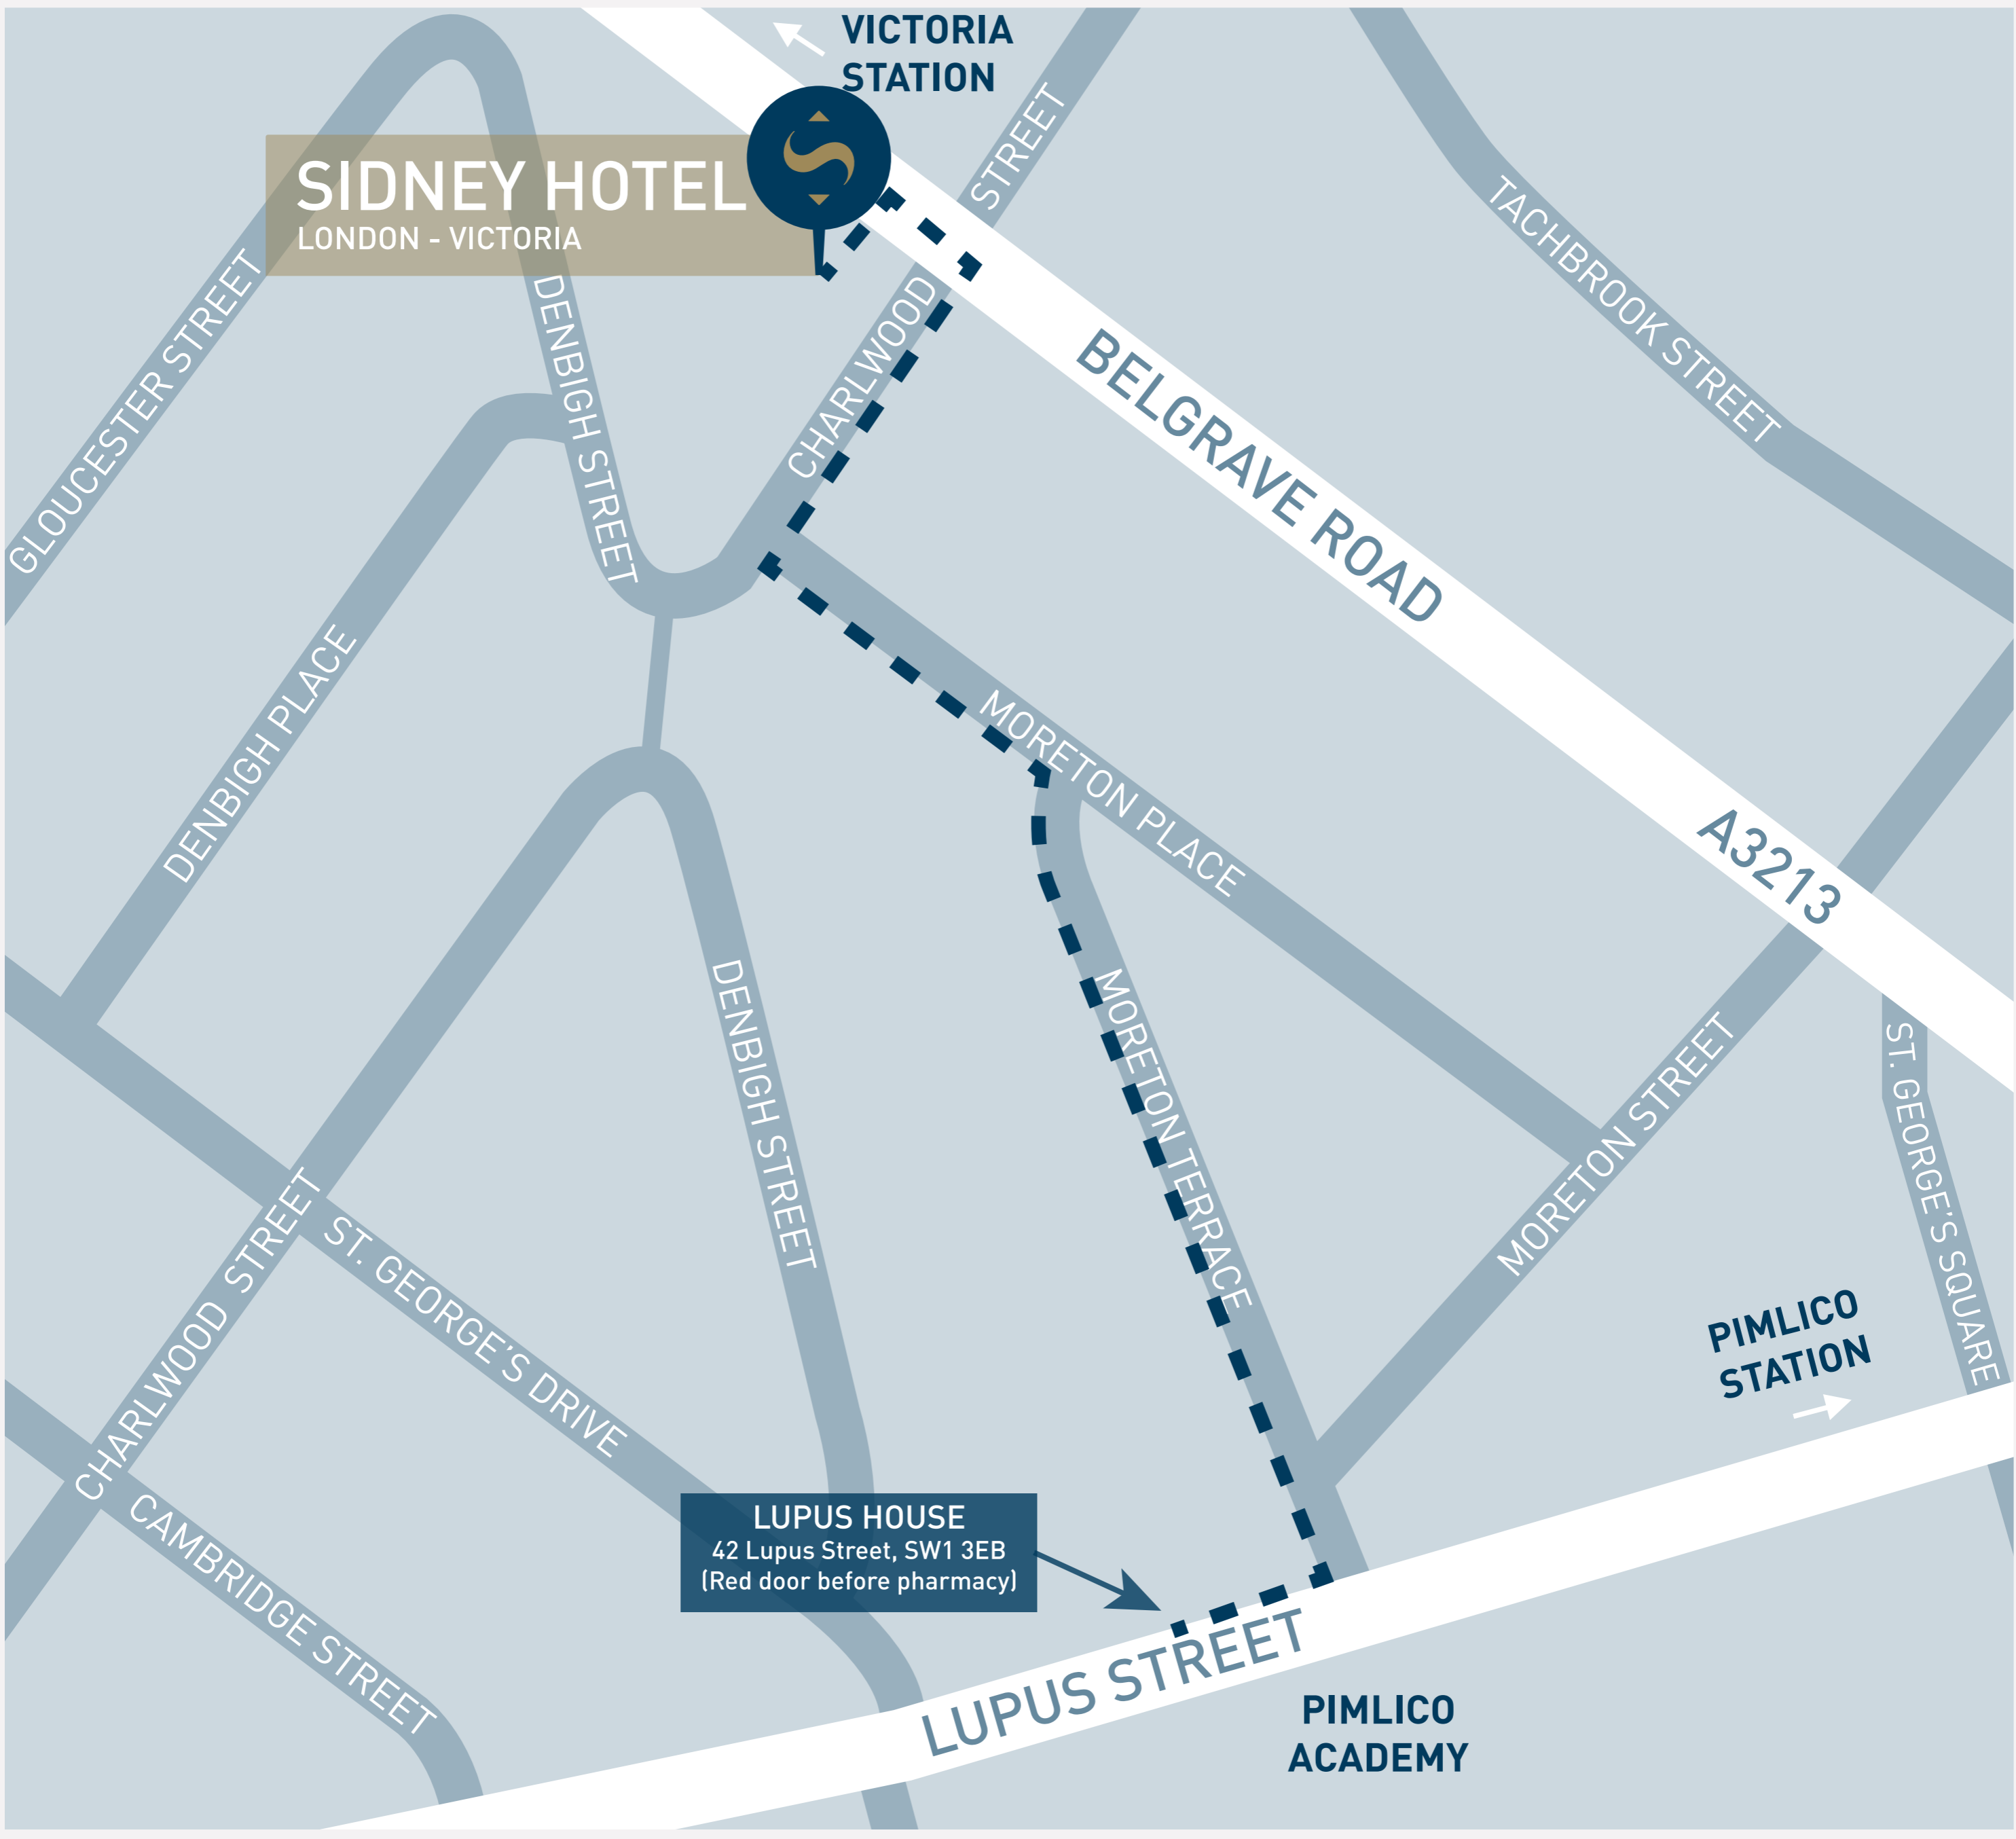 VICTORIA
STATION
SIDNEY HOTEL
LONDON - VICTORIA
S
CHARLWOOD STREET
TACHBROOK STREET
GLOUCESTER STREET
DENBIGH STREET
BELGRAVE ROAD
DENBIGH PLACE
MORETON PLACE
A3213
DENBIGH STREET
MORETON TERRACE
MORETON STREET
ST. GEORGE'S SQUARE
CHARLWOOD STREET
ST. GEORGE'S DRIVE
PIMLICO
STATION
CAMBRIDGE STREET
LUPUS HOUSE
42 Lupus Street, SW1 3EB
(Red door before pharmacy)
LUPUS STREET
PIMLICO
ACADEMY